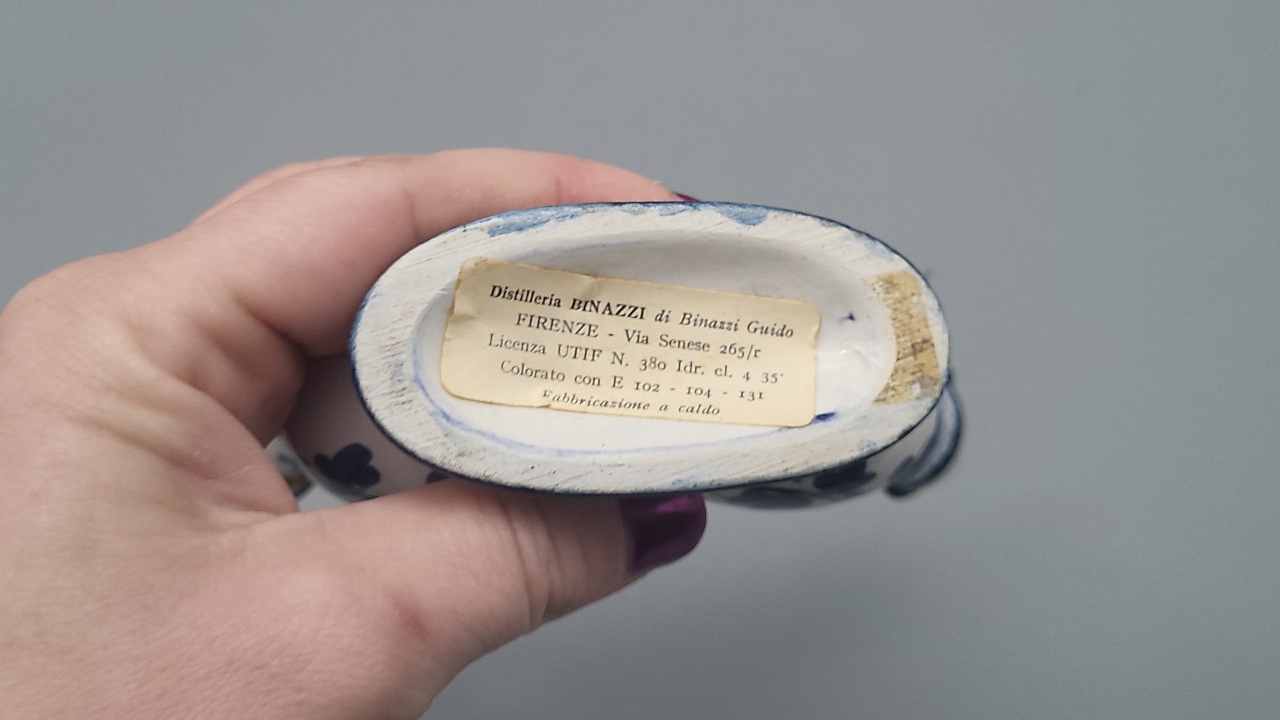 Distilleria BINAZZI di Binazzi Guido
FIRENZE - Via Senese 265/r
Licenza UTIF N. 380 Idr. cl. 4 35°
Colorato con E 102 - 104 - 131
Fabbricazione a caldo